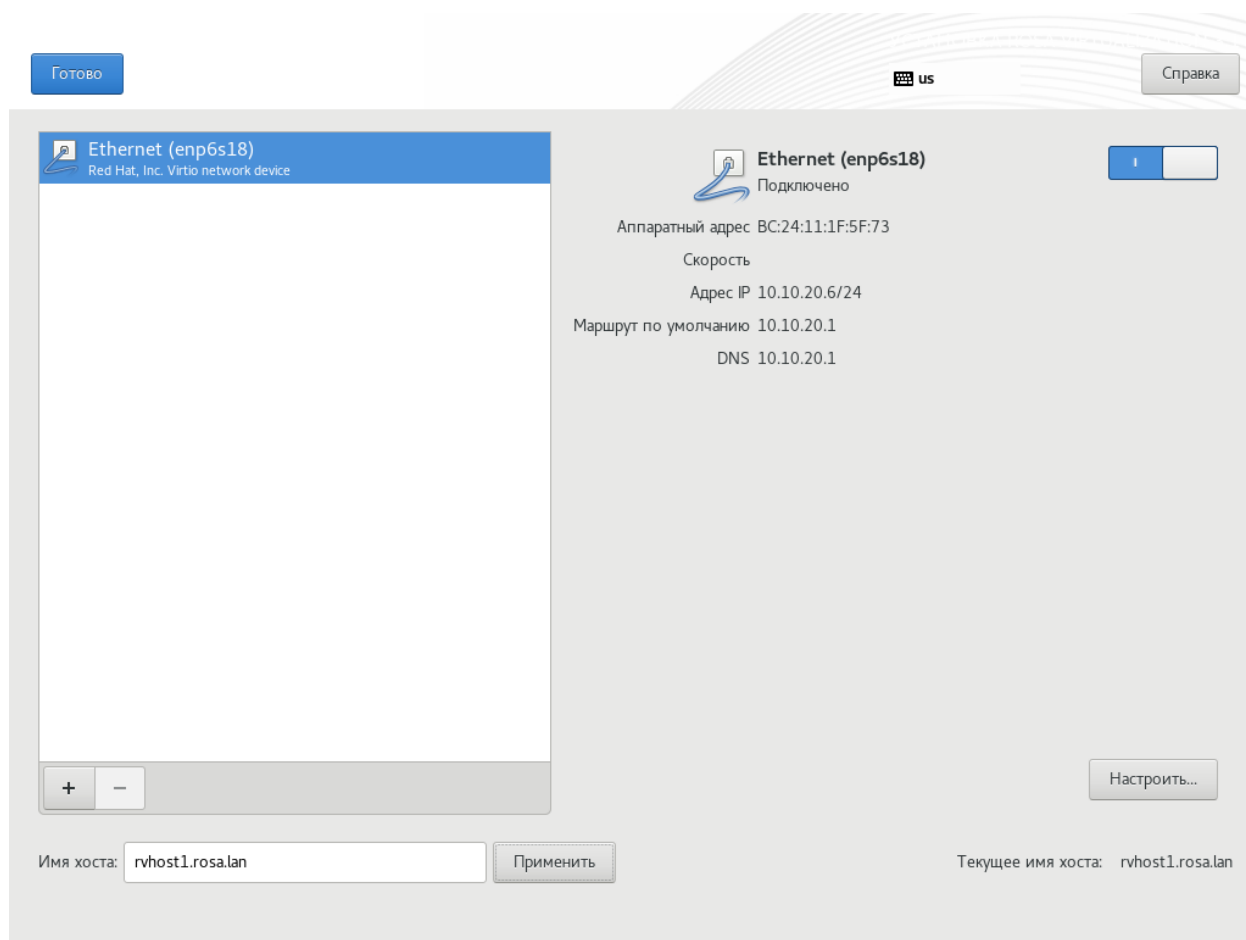 Готово
us
Справка
Ethernet (enp6s18)
Red Hat, Inc. Virtio network device
Ethernet (enp6s18)
Подключено
Аппаратный адрес BC:24:11:1F:5F:73
Скорость
Адрес IP 10.10.20.6/24
Маршрут по умолчанию 10.10.20.1
DNS 10.10.20.1
+ −
Настроить...
Имя хоста: rvhost1.rosa.lan Применить Текущее имя хоста: rvhost1.rosa.lan